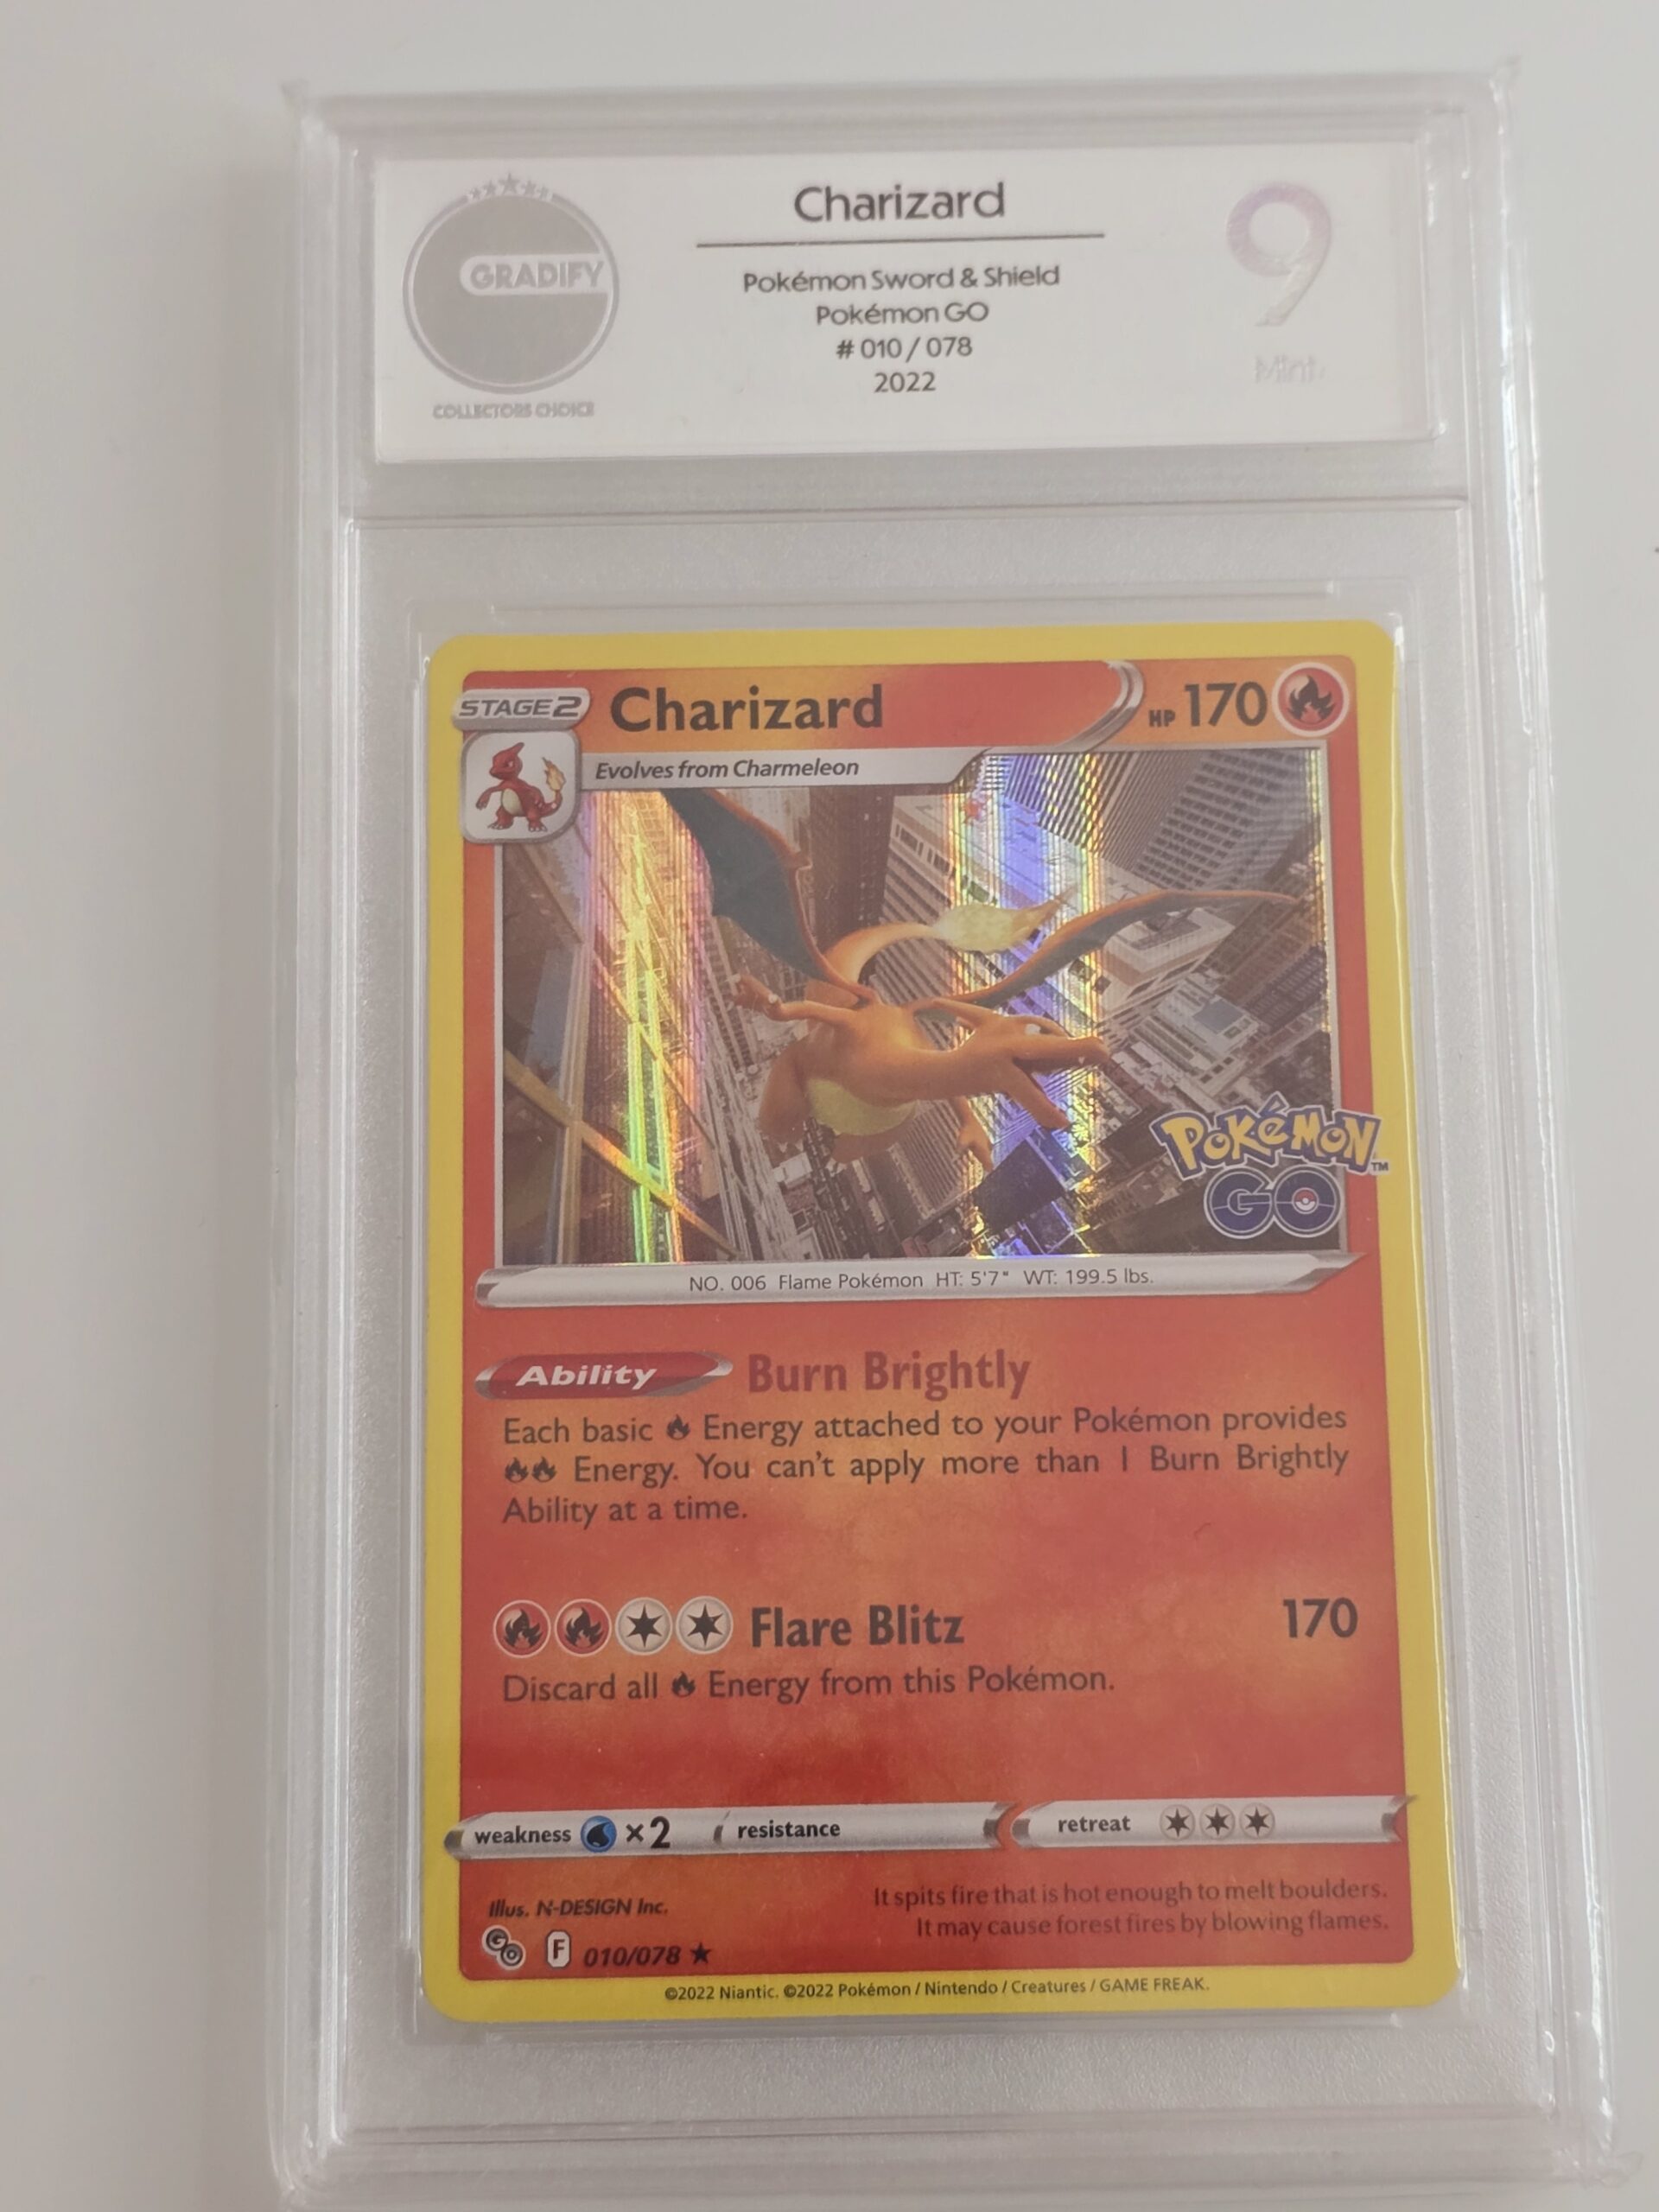 GRADIFY
COLLECTORS CHOICE
Charizard
Pokémon Sword & Shield
Pokémon GO
# 010 / 078
2022
9
Mint
STAGE2
Charizard
HP 170
Evolves from Charmeleon
POKéMON TM
GO
NO. 006 Flame Pokémon HT: 5'7" WT: 199.5 lbs.
Ability Burn Brightly
Each basic Energy attached to your Pokémon provides
Energy. You can't apply more than 1 Burn Brightly
Ability at a time.
Flare Blitz 170
Discard all Energy from this Pokémon.
weakness ×2 resistance retreat
Illus. N-DESIGN Inc.
It spits fire that is hot enough to melt boulders.
It may cause forest fires by blowing flames.
GO F 010/078 ★
©2022 Niantic. ©2022 Pokémon / Nintendo / Creatures / GAME FREAK.